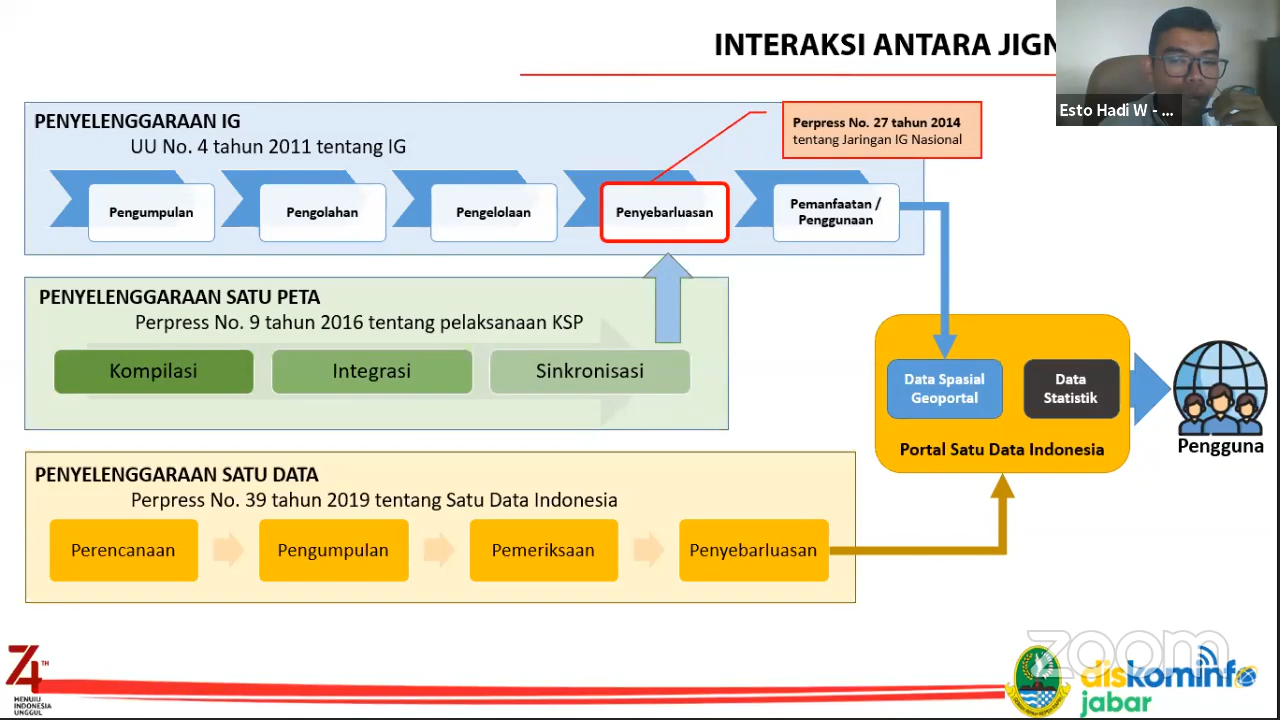 INTERAKSI ANTARA JIGN
Esto Hadi W - ...
PENYELENGGARAAN IG
UU No. 4 tahun 2011 tentang IG
Perpress No. 27 tahun 2014
tentang Jaringan IG Nasional
Pengumpulan
Pengolahan
Pengelolaan
Penyebarluasan
Pemanfaatan /
Penggunaan
PENYELENGGARAAN SATU PETA
Perpress No. 9 tahun 2016 tentang pelaksanaan KSP
Kompilasi
Integrasi
Sinkronisasi
Data Spasial
Geoportal
Data
Statistik
Portal Satu Data Indonesia
Pengguna
PENYELENGGARAAN SATU DATA
Perpress No. 39 tahun 2019 tentang Satu Data Indonesia
Perencanaan
Pengumpulan
Pemeriksaan
Penyebarluasan
74TH
MENUJU
INDONESIA
UNGGUL
zoom
diskominfo
jabar